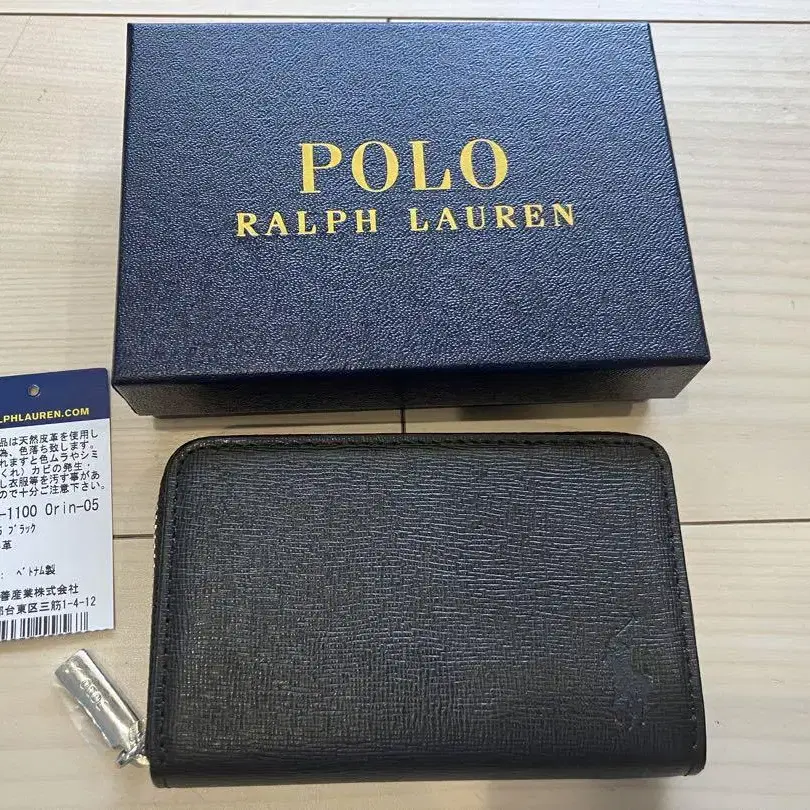 POLO
RALPH LAUREN
LPHLAUREN.COM
品は天然皮革を使用し
為、色落ち致します。
れますと色ムラやシミ
くれ) カビの発生・
し衣服等を汚す事があ
ので十分ご注意下さい。
-1100 Orin-05
5 ブラック
革
: ベトナム製
善産業株式会社
都台東区三筋1-4-12
POLO